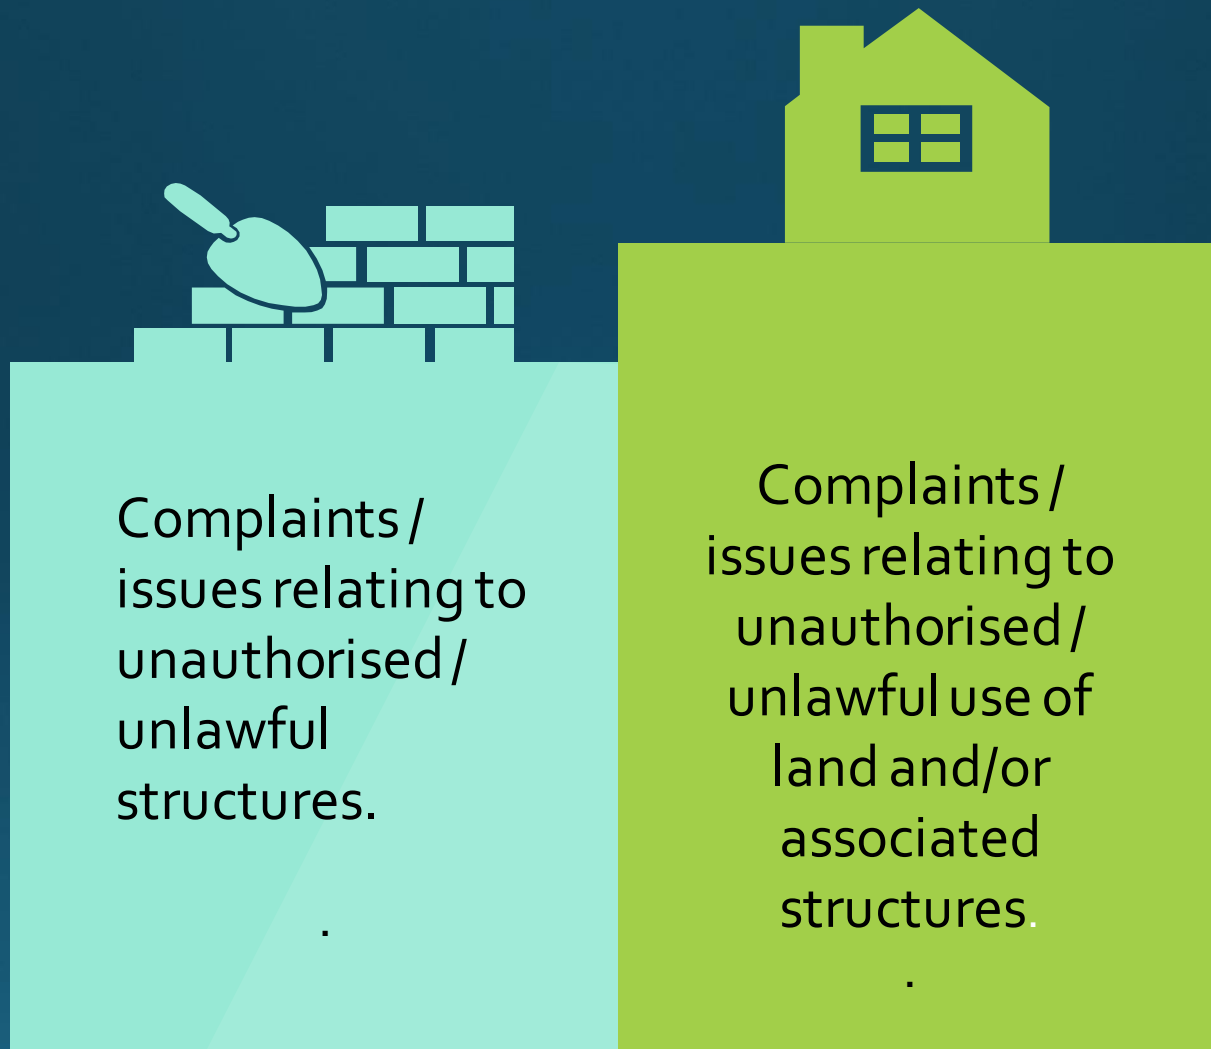 Complaints /
issues relating to
unauthorised /
unlawful
structures.
.
Complaints /
issues relating to
unauthorised /
unlawful use of
land and/or
associated
structures.
.